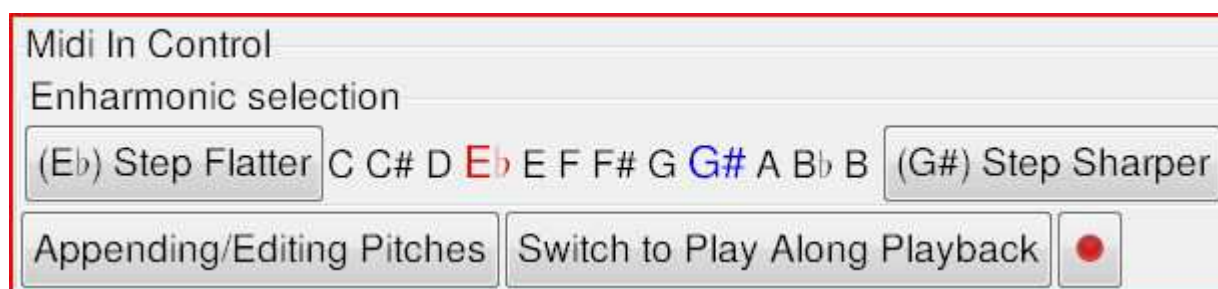 Midi In Control
Enharmonic selection
(E♭) Step Flatter C C# D E♭ E F F# G G# A B♭ B (G#) Step Sharper
Appending/Editing Pitches Switch to Play Along Playback